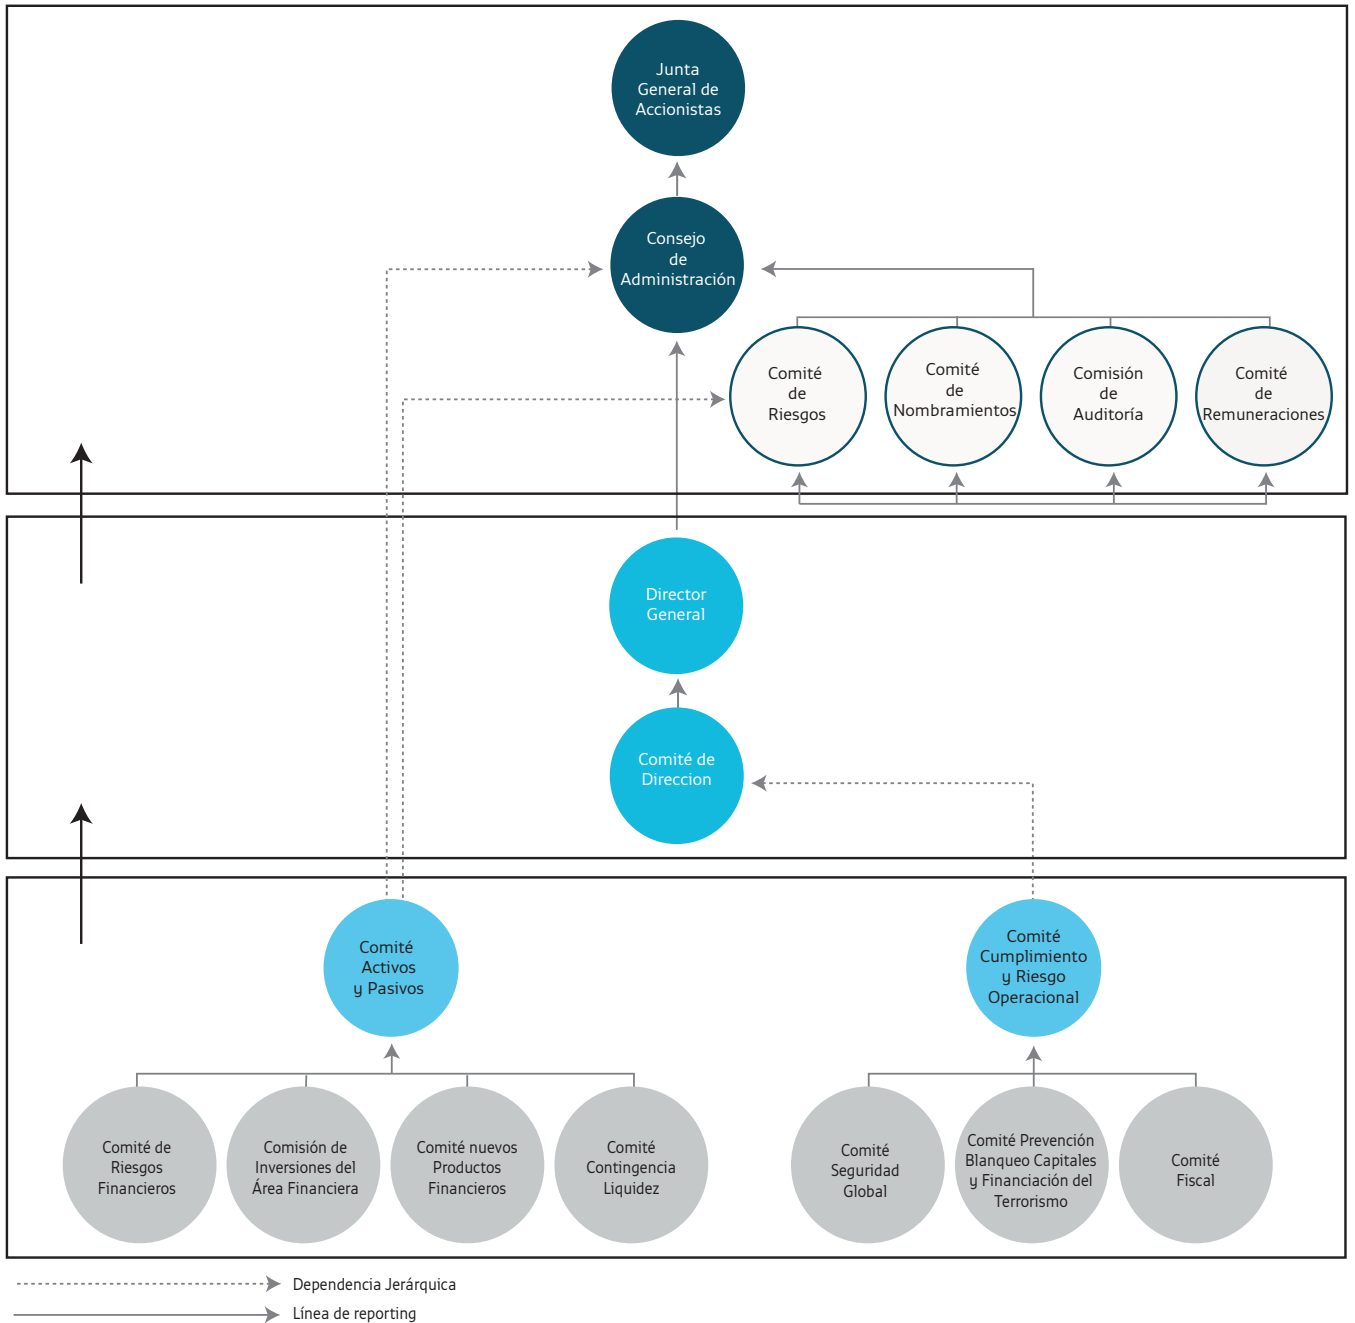 Junta
General de
Accionistas
Consejo
de
Administración
Comité
de
Riesgos
Comité
de
Nombramientos
Comisión
de
Auditoría
Comité
de
Remuneraciones
Director
General
Comité de
Direccion
Comité
Activos
y Pasivos
Comité
Cumplimiento
y Riesgo
Operacional
Comité de
Riesgos
Financieros
Comisión de
Inversiones del
Área Financiera
Comité nuevos
Productos
Financieros
Comité
Contingencia
Liquidez
Comité
Seguridad
Global
Comité Prevención
Blanqueo Capitales
y Financiación del
Terrorismo
Comité
Fiscal
Dependencia Jerárquica
Línea de reporting